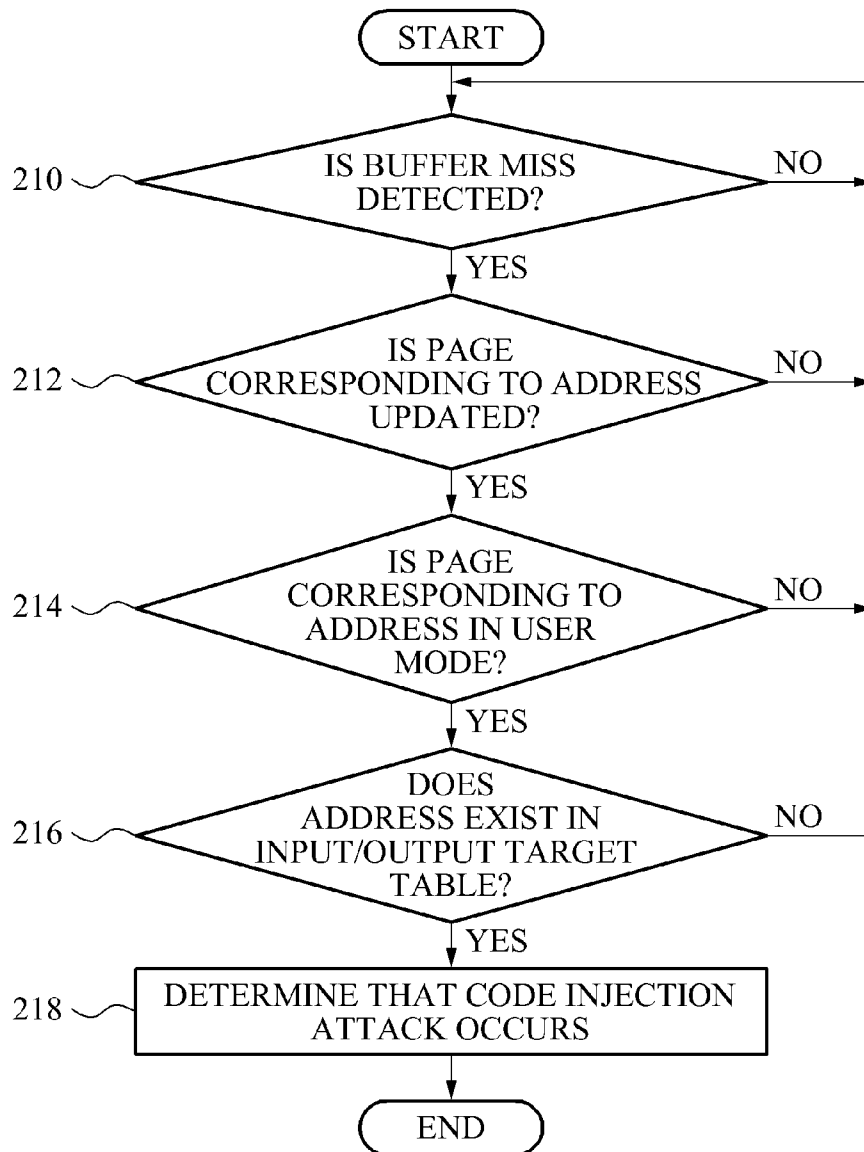 START
210
IS BUFFER MISS
DETECTED?
NO
YES
212
IS PAGE
CORRESPONDING TO ADDRESS
UPDATED?
NO
YES
214
IS PAGE
CORRESPONDING TO
ADDRESS IN USER
MODE?
NO
YES
216
DOES
ADDRESS EXIST IN
INPUT/OUTPUT TARGET
TABLE?
NO
YES
218
DETERMINE THAT CODE INJECTION
ATTACK OCCURS
END